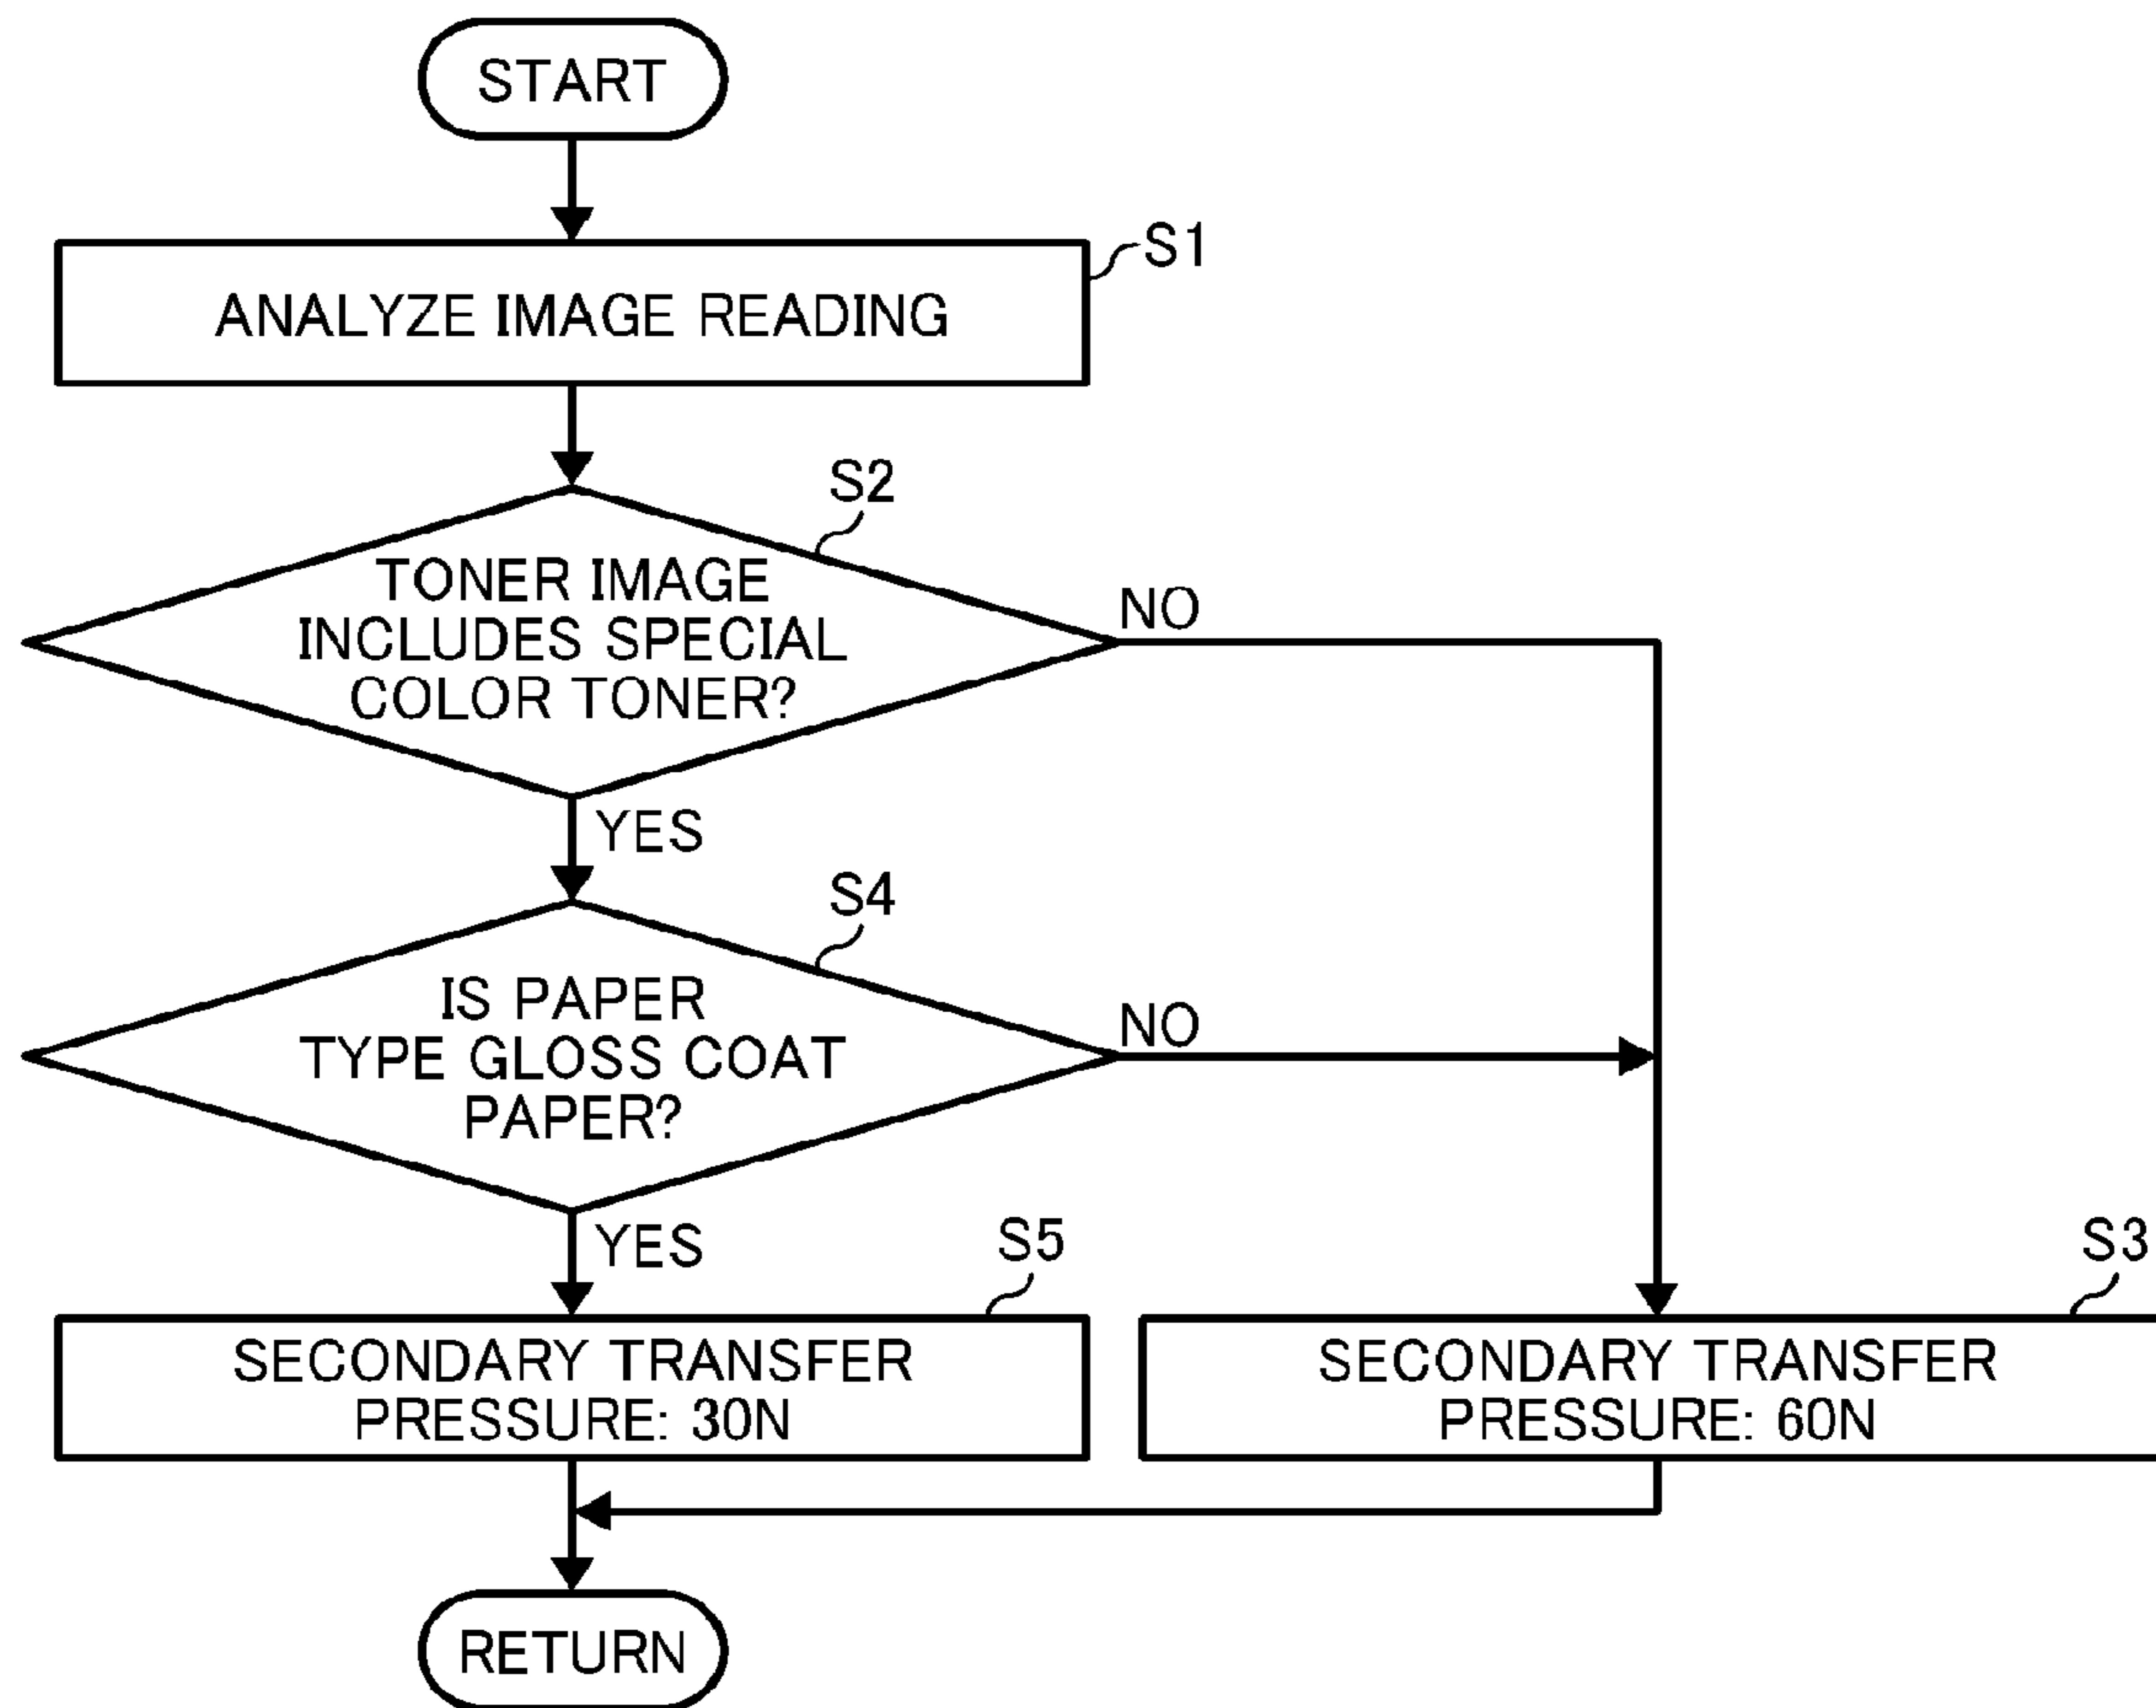 START
S1
ANALYZE IMAGE READING
S2
TONER IMAGE
INCLUDES SPECIAL
COLOR TONER?
NO
YES
S4
IS PAPER
TYPE GLOSS COAT
PAPER?
NO
YES
S5
SECONDARY TRANSFER
PRESSURE: 30N
S3
SECONDARY TRANSFER
PRESSURE: 60N
RETURN